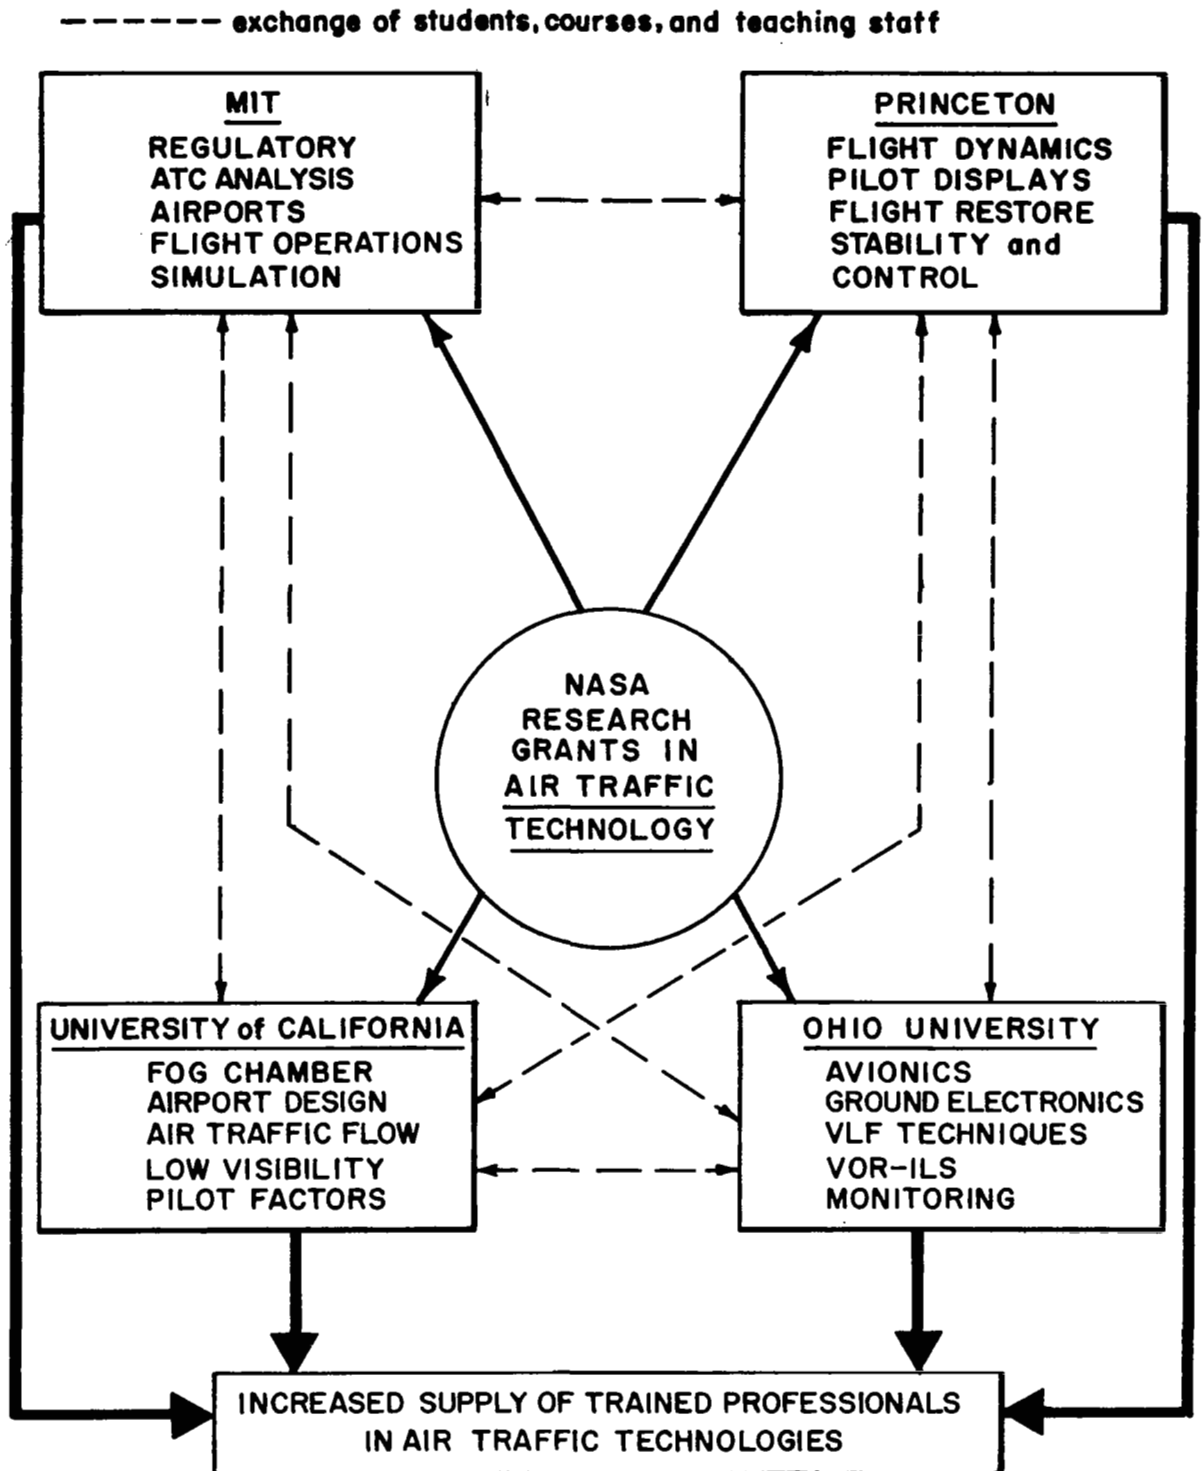 exchange of students, courses, and teaching staff
MIT
REGULATORY
ATC ANALYSIS
AIRPORTS
FLIGHT OPERATIONS
SIMULATION
PRINCETON
FLIGHT DYNAMICS
PILOT DISPLAYS
FLIGHT RESTORE
STABILITY and
CONTROL
NASA
RESEARCH
GRANTS IN
AIR TRAFFIC
TECHNOLOGY
UNIVERSITY of CALIFORNIA
FOG CHAMBER
AIRPORT DESIGN
AIR TRAFFIC FLOW
LOW VISIBILITY
PILOT FACTORS
OHIO UNIVERSITY
AVIONICS
GROUND ELECTRONICS
VLF TECHNIQUES
VOR-ILS
MONITORING
INCREASED SUPPLY OF TRAINED PROFESSIONALS
IN AIR TRAFFIC TECHNOLOGIES